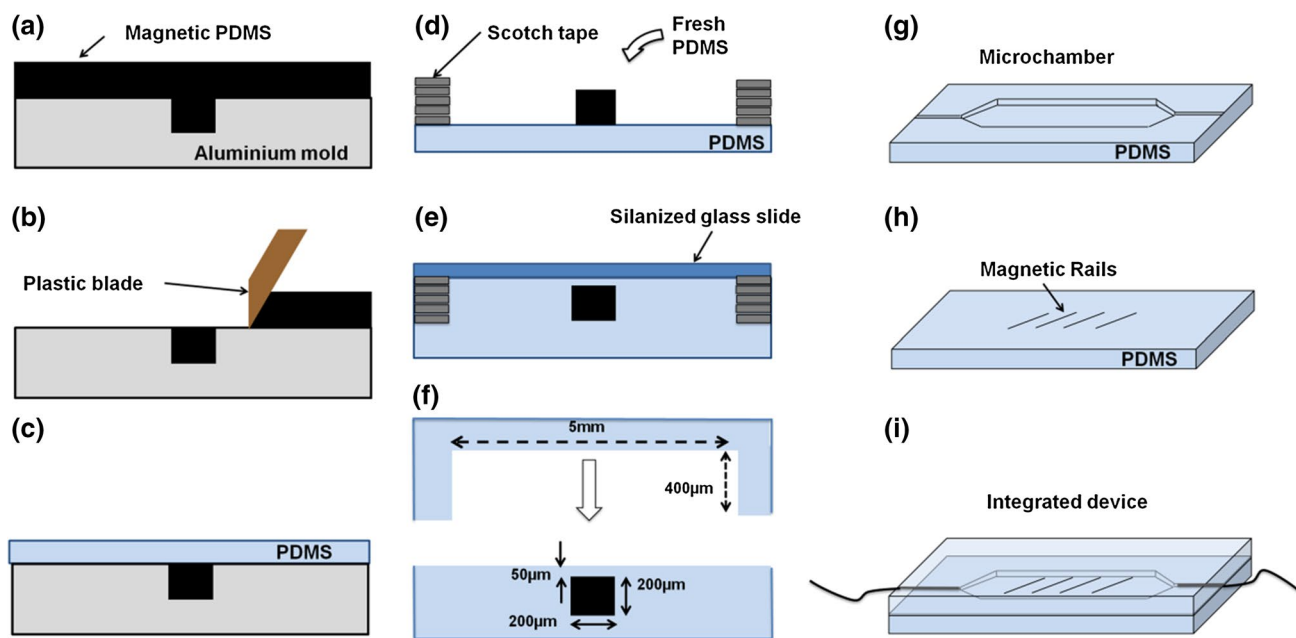 (a)
Magnetic PDMS
Aluminium mold
(b)
Plastic blade
(c)
PDMS
(d)
Scotch tape
Fresh
PDMS
PDMS
(e)
Silanized glass slide
(f)
5mm
400µm
50µm
200µm
200µm
(g)
Microchamber
PDMS
(h)
Magnetic Rails
PDMS
(i)
Integrated device